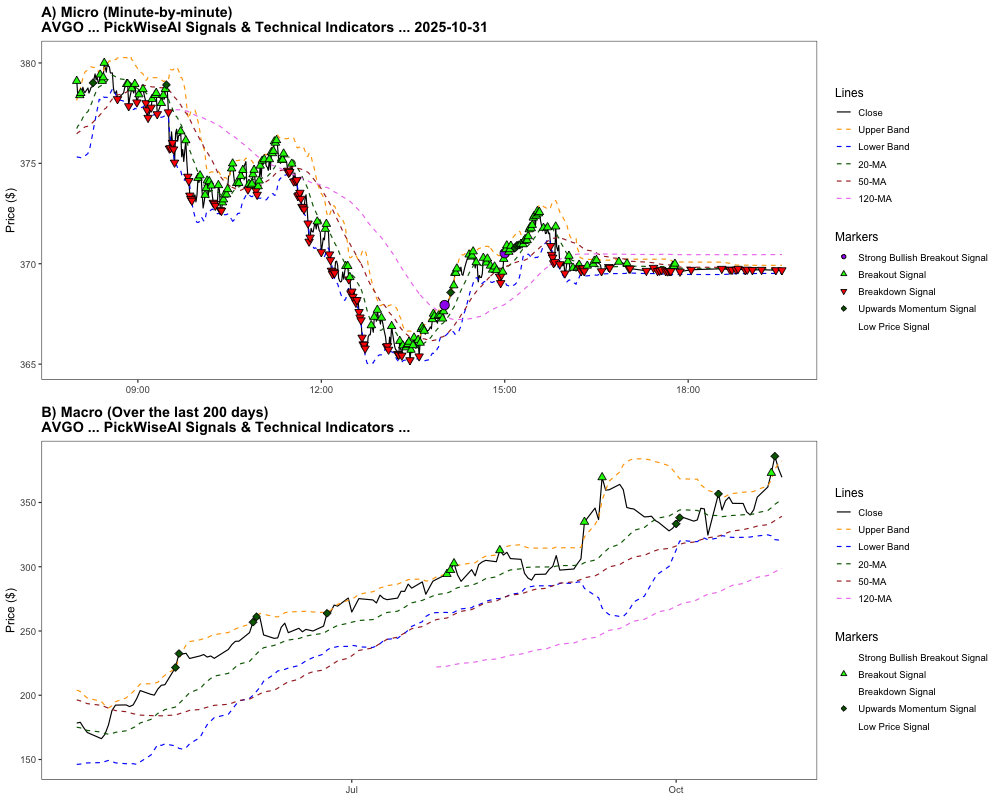 A) Micro (Minute-by-minute)
AVGO ... PickWiseAI Signals & Technical Indicators ... 2025-10-31
Price ($)
380
375
370
365
09:00
12:00
15:00
18:00
Lines
Close
Upper Band
Lower Band
20-MA
50-MA
120-MA
Markers
Strong Bullish Breakout Signal
Breakout Signal
Breakdown Signal
Upwards Momentum Signal
Low Price Signal
B) Macro (Over the last 200 days)
AVGO ... PickWiseAI Signals & Technical Indicators ...
Price ($)
350
300
250
200
150
Jul
Oct
Lines
Close
Upper Band
Lower Band
20-MA
50-MA
120-MA
Markers
Strong Bullish Breakout Signal
Breakout Signal
Breakdown Signal
Upwards Momentum Signal
Low Price Signal